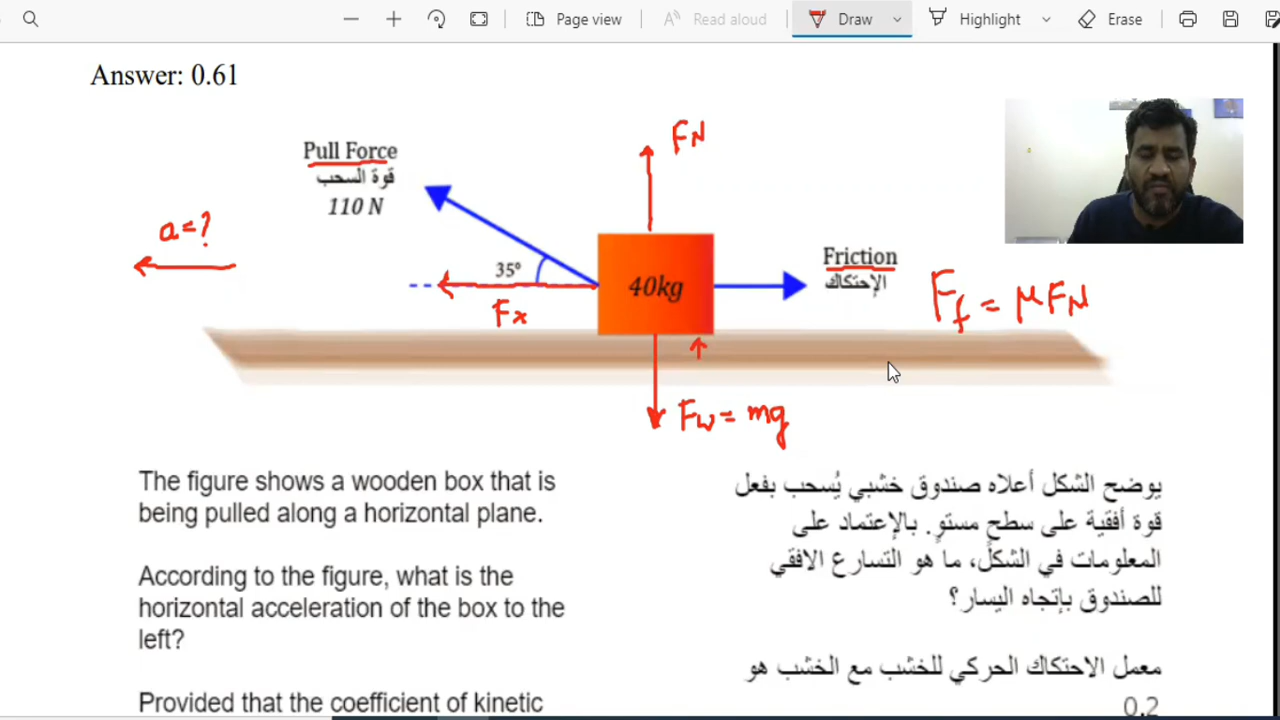 Page view
Read aloud
Draw
Highlight
Erase
Answer: 0.61
FN
Pull Force
قوة السحب
110 N
a = ?
35°
40kg
Friction
الإحتكاك
Ff = μFN
Fx
Fw = mg
The figure shows a wooden box that is
being pulled along a horizontal plane.
According to the figure, what is the
horizontal acceleration of the box to the
left?
Provided that the coefficient of kinetic
يوضح الشكل أعلاه صندوق خشبي يُسحب بفعل
قوة أفقية على سطح مستوٍ. بالإعتماد على
المعلومات في الشكل، ما هو التسارع الافقي
للصندوق بإتجاه اليسار؟
معمل الاحتكاك الحركي للخشب مع الخشب هو
0.2